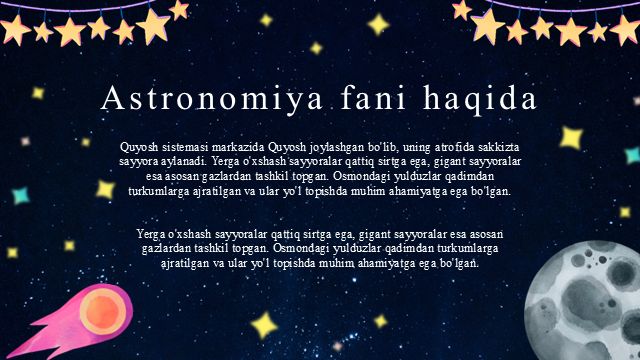 Astronomiya fani haqida
Quyosh sistemasi markazida Quyosh joylashgan bo'lib, uning atrofida sakkizta
sayyora aylanadi. Yerga o'xshash sayyoralar qattiq sirtga ega, gigant sayyoralar
esa asosan gazlardan tashkil topgan. Osmondagi yulduzlar qadimdan
turkumlarga ajratilgan va ular yo'l topishda muhim ahamiyatga ega bo'lgan.
Yerga o'xshash sayyoralar qattiq sirtga ega, gigant sayyoralar esa asosan
gazlardan tashkil topgan. Osmondagi yulduzlar qadimdan turkumlarga
ajratilgan va ular yo'l topishda muhim ahamiyatga ega bo'lgan.